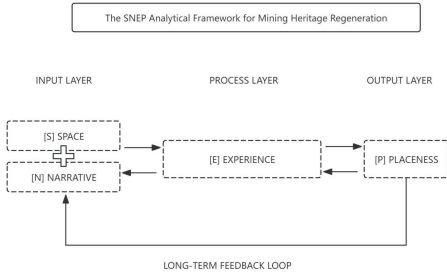 The SNEP Analytical Framework for Mining Heritage Regeneration
INPUT LAYER
PROCESS LAYER
OUTPUT LAYER
[S] SPACE
[N] NARRATIVE
[E] EXPERIENCE
[P] PLACENESS
LONG-TERM FEEDBACK LOOP